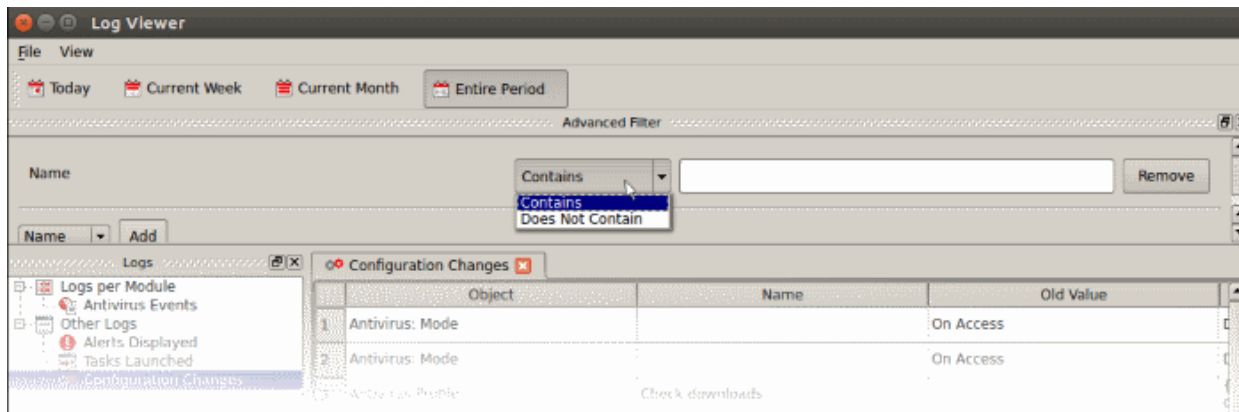 Log Viewer
File View
Today Current Week Current Month Entire Period
Advanced Filter
Name Contains Remove
Contains
Does Not Contain
Name Add
Logs Configuration Changes
Logs per Module Object Name Old Value
Antivirus Events
1 Antivirus: Mode On Access
Other Logs
Alerts Displayed
2 Antivirus: Mode On Access
Tasks Launched
Configuration Changes
Antivirus Profile Check downloads